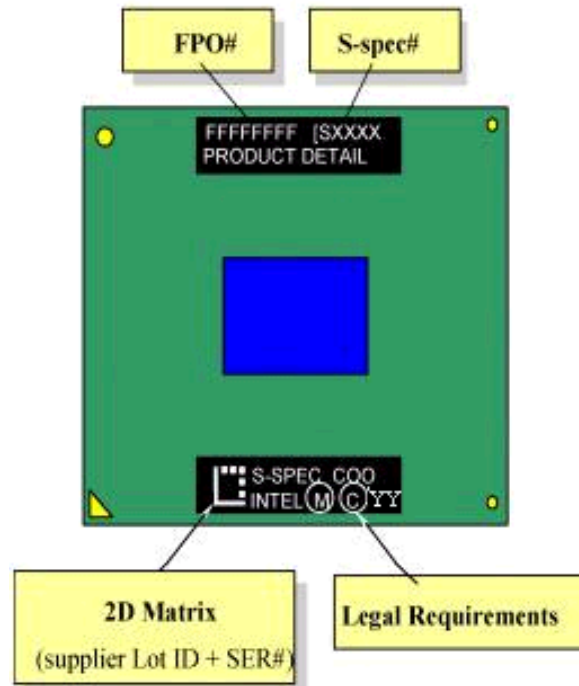 FPO#
S-spec#
FFFFFFFF [SXXXX
PRODUCT DETAIL
S-SPEC COO
INTEL M C 'YY
2D Matrix
(supplier Lot ID + SER#)
Legal Requirements